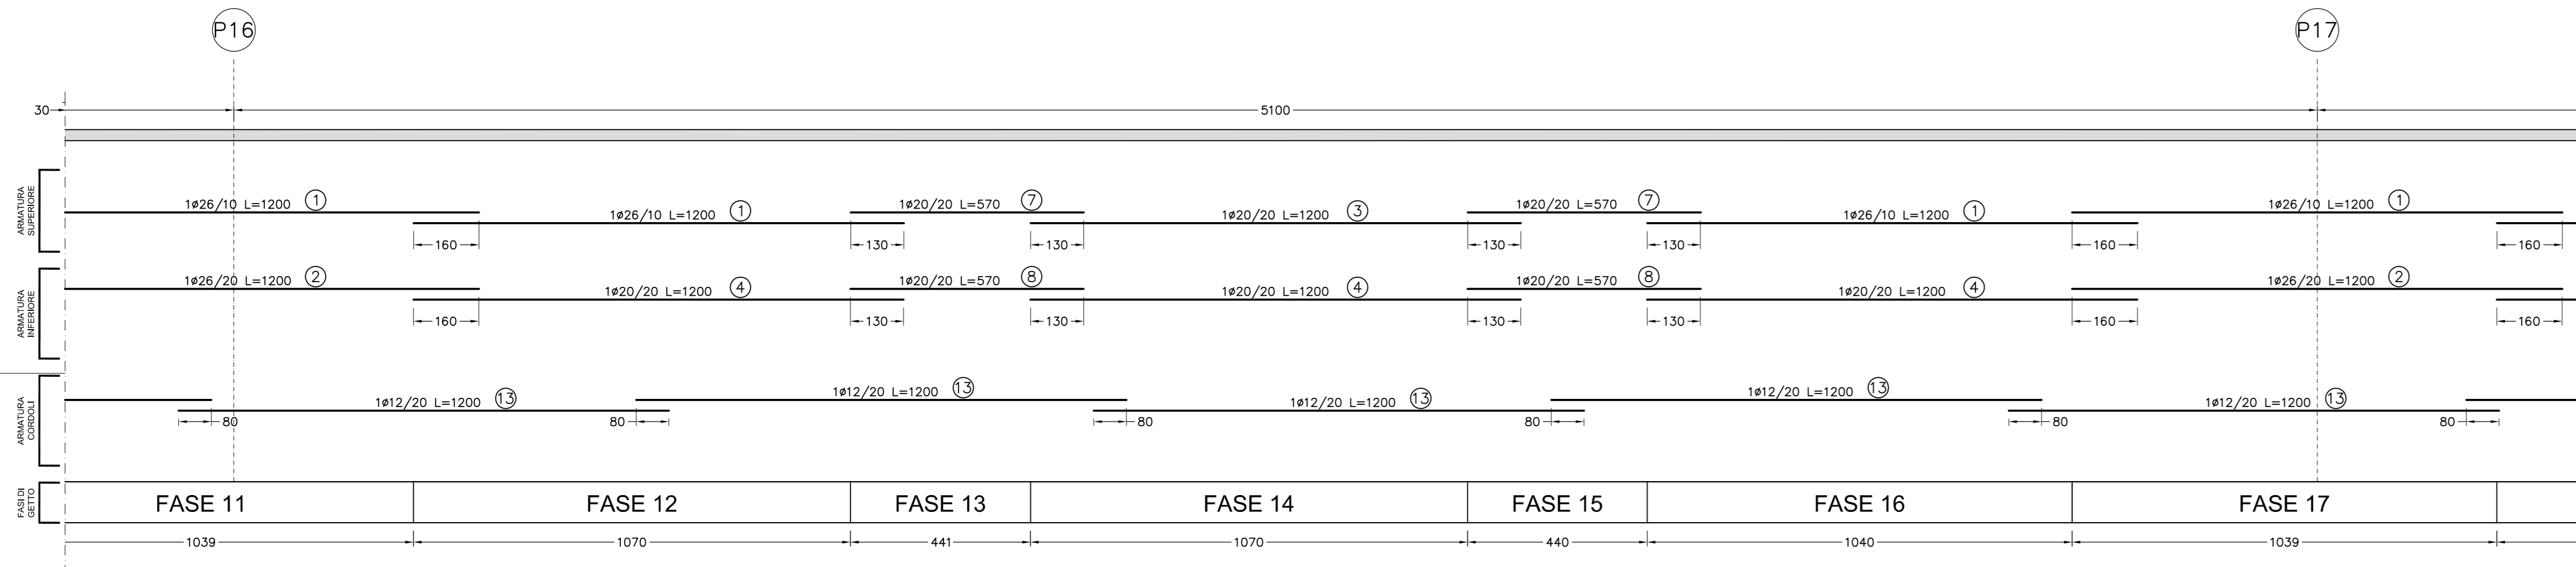 P16 P17
30 5100
ARMATURA
SUPERIORE
1ø26/10 L=1200 1
1ø26/10 L=1200 1
1ø20/20 L=570 7
1ø20/20 L=1200 3
1ø20/20 L=570 7
1ø26/10 L=1200 1
1ø26/10 L=1200 1
160 130 130 130 130 160 160
ARMATURA
INFERIORE
1ø26/20 L=1200 2
1ø20/20 L=1200 4
1ø20/20 L=570 8
1ø20/20 L=1200 4
1ø20/20 L=570 8
1ø20/20 L=1200 4
1ø26/20 L=1200 2
160 130 130 130 130 160 160
ARMATURA
CORDOLI
1ø12/20 L=1200 13
1ø12/20 L=1200 13
1ø12/20 L=1200 13
1ø12/20 L=1200 13
1ø12/20 L=1200 13
80 80 80 80 80 80
FASI DI
GETTO
FASE 11 FASE 12 FASE 13 FASE 14 FASE 15 FASE 16 FASE 17
1039 1070 441 1070 440 1040 1039